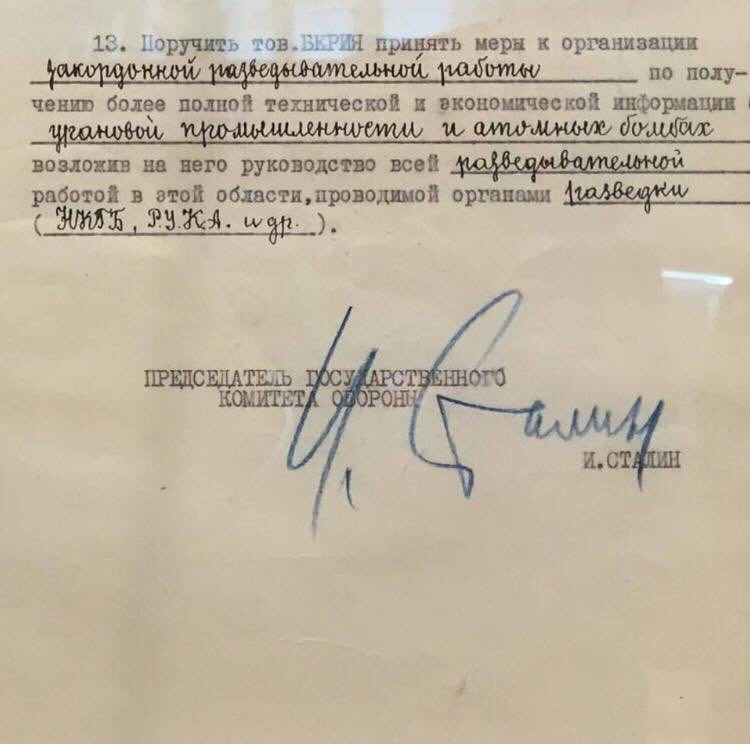 13. Поручить тов.БЕРИЯ принять меры к организации
закордонной разведывательной работы по полу-
чению более полной технической и экономической информации
урановой промышленности и атомных бомбах
возложив на него руководство всей разведывательной
работой в этой области,проводимой органами разведки
( НКГБ, Р.У.К.А. и др. ).
ПРЕДСЕДАТЕЛЬ ГОСУДАРСТВЕННОГО
КОМИТЕТА ОБОРОНЫ
И. Сталин
И.СТАЛИН